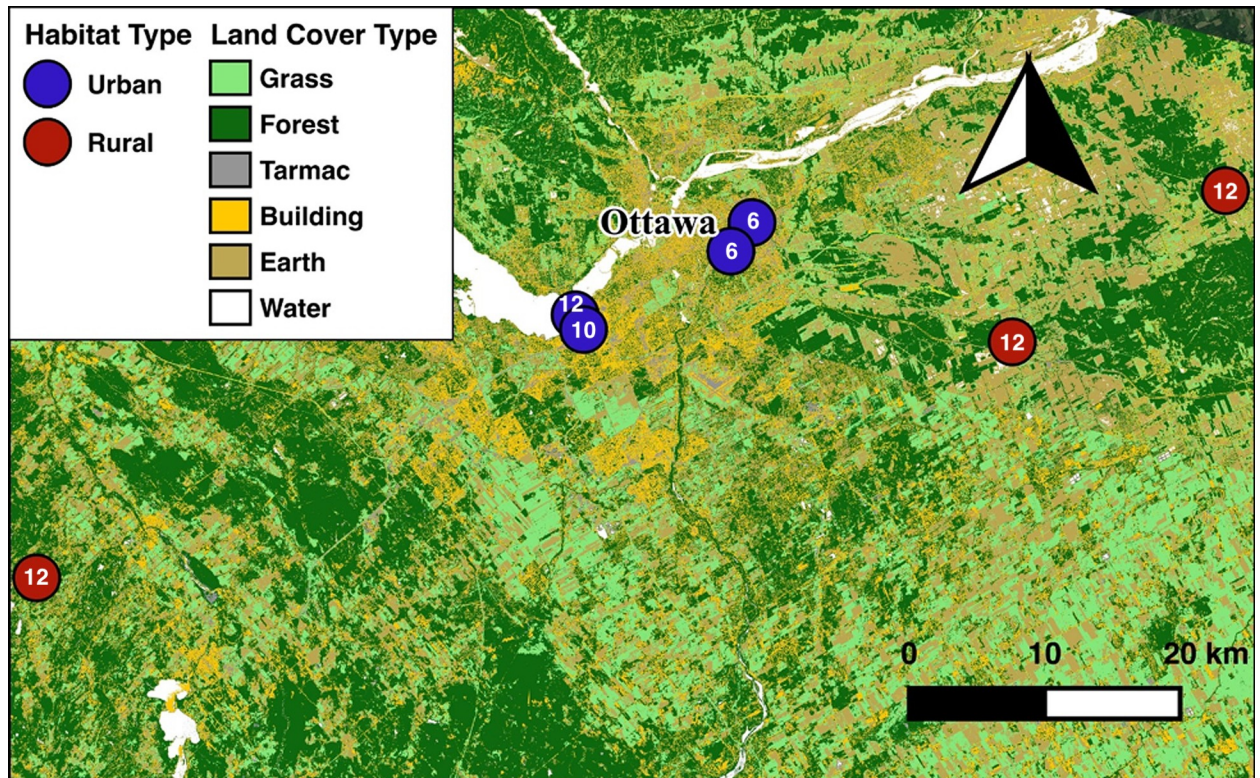 Habitat Type
Urban
Rural
Land Cover Type
Grass
Forest
Tarmac
Building
Earth
Water
Ottawa
6
6
12
10
12
12
12
0 10 20 km